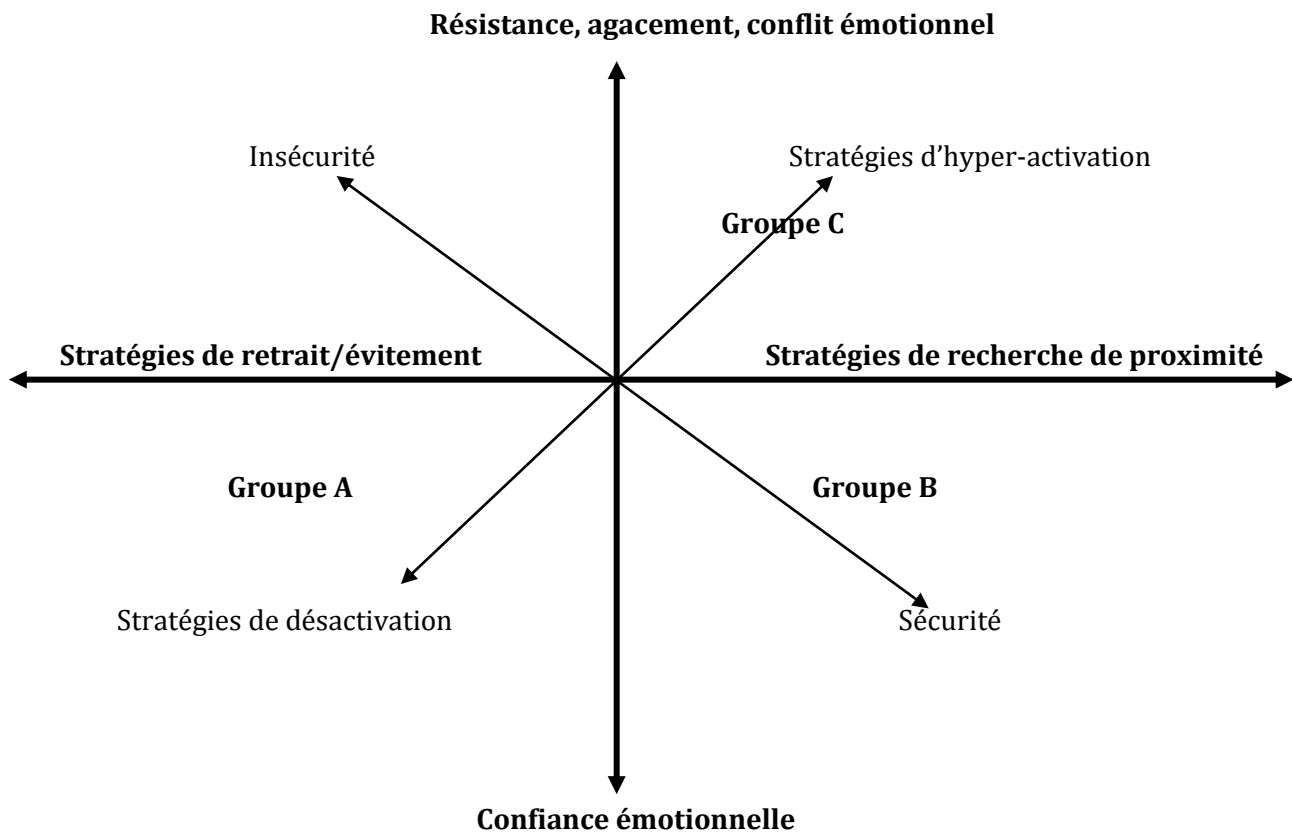 Résistance, agacement, conflit émotionnel
Insécurité
Stratégies d’hyper-activation
Groupe C
Stratégies de retrait/évitement
Stratégies de recherche de proximité
Groupe A
Groupe B
Stratégies de désactivation
Sécurité
Confiance émotionnelle